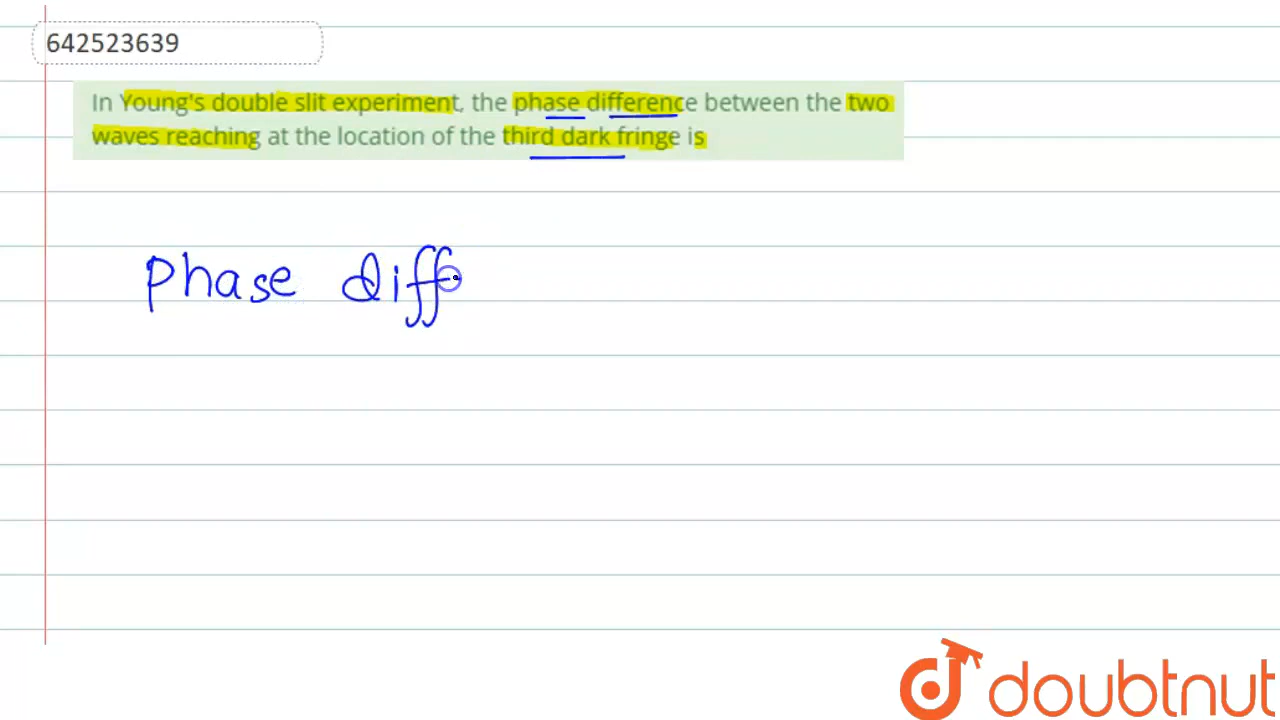 642523639
In Young's double slit experiment, the phase difference between the two
waves reaching at the location of the third dark fringe is
Phase diff
doubtnut